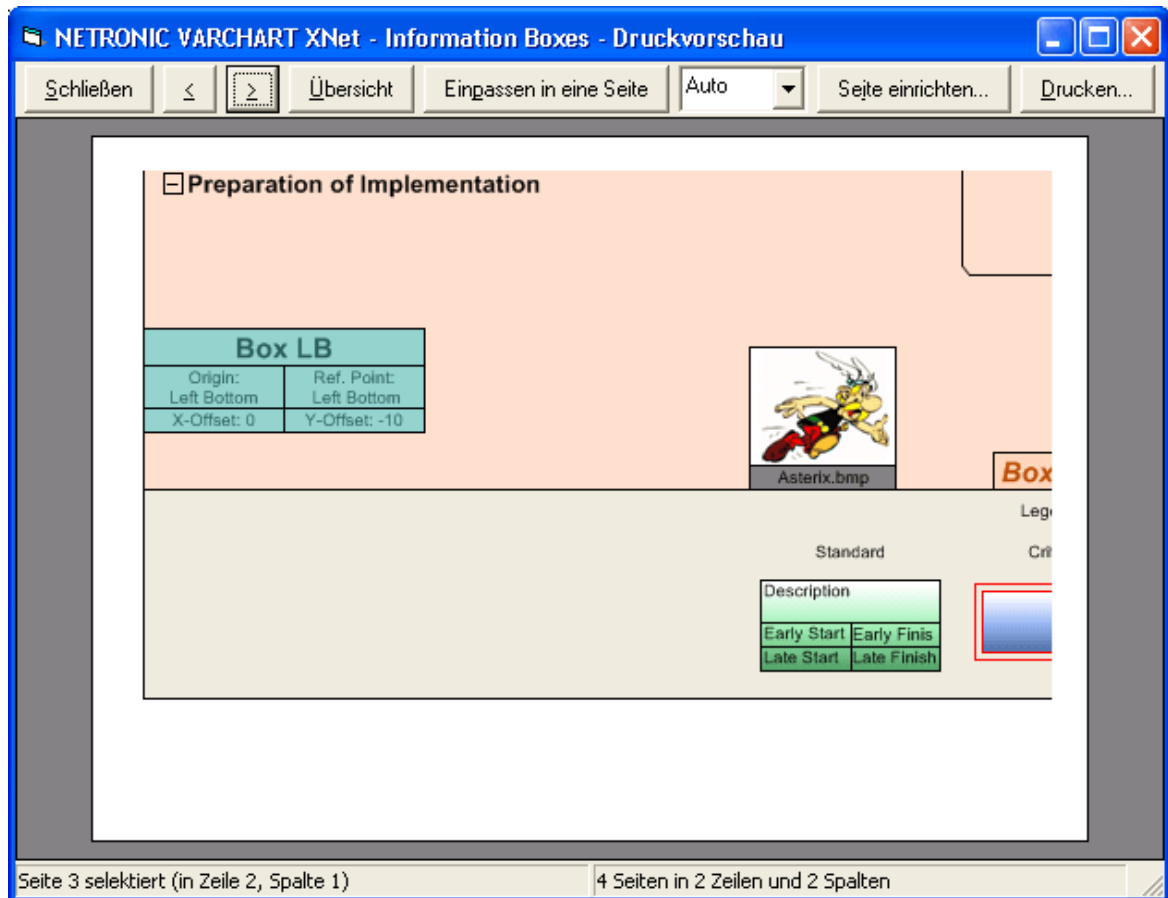 NETRONIC VARCHART XNet - Information Boxes - Druckvorschau
Schließen < > Übersicht Einpassen in eine Seite Auto Seite einrichten... Drucken...
Preparation of Implementation
Box LB
Origin: Ref. Point:
Left Bottom Left Bottom
X-Offset: 0 Y-Offset: -10
Asterix.bmp
Box
Lege
Standard Crit
Description
Early Start Early Finis
Late Start Late Finish
Seite 3 selektiert (in Zeile 2, Spalte 1) 4 Seiten in 2 Zeilen und 2 Spalten